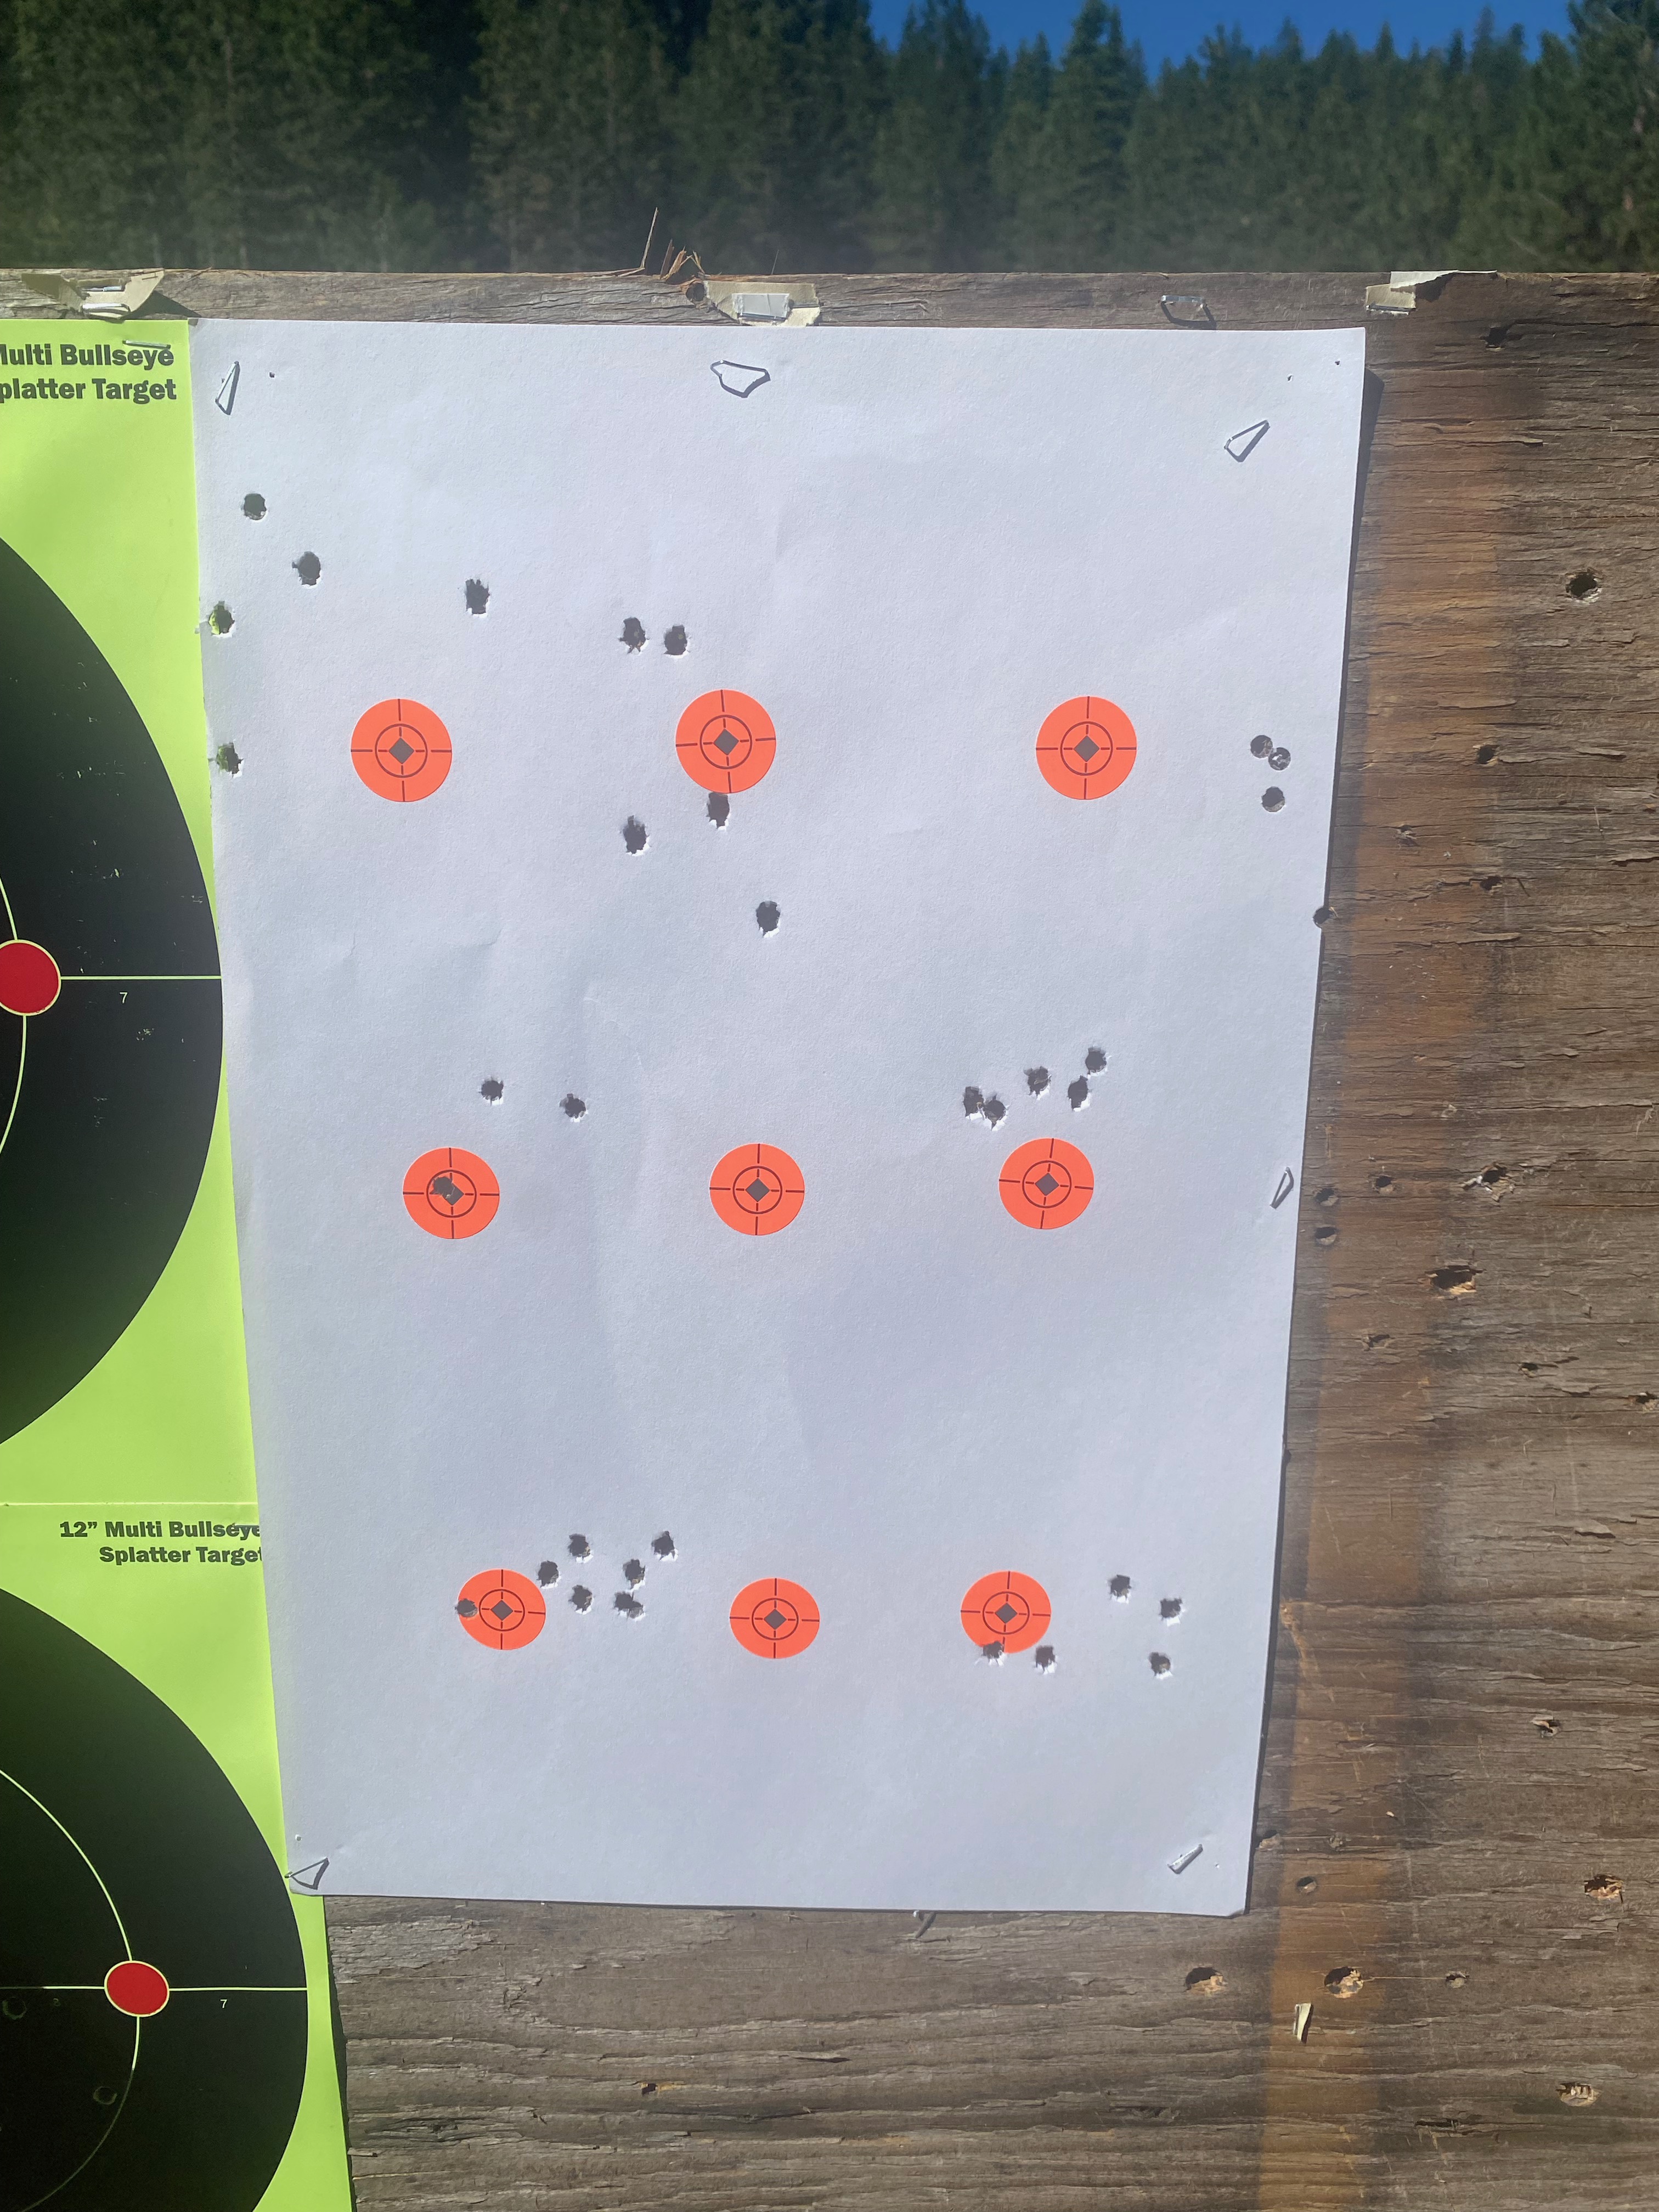 Multi Bullseye
Splatter Target
7
12” Multi Bullseye
Splatter Target
7